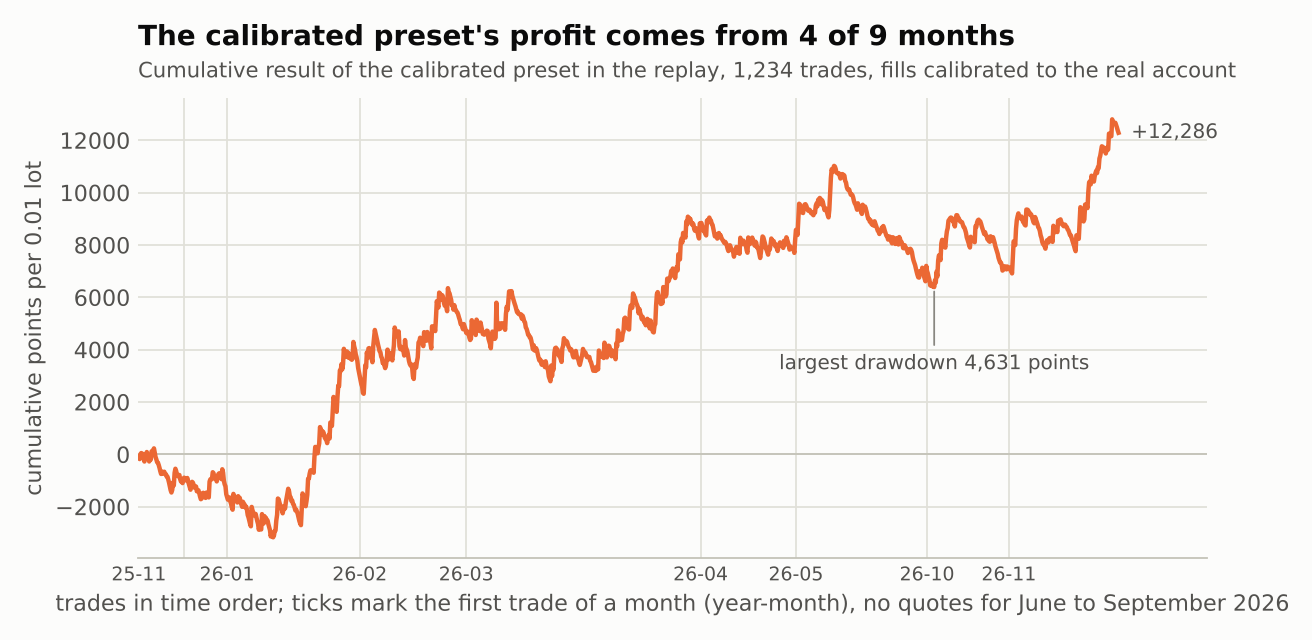 The calibrated preset's profit comes from 4 of 9 months
Cumulative result of the calibrated preset in the replay, 1,234 trades, fills calibrated to the real account
cumulative points per 0.01 lot
12000
10000
8000
6000
4000
2000
0
−2000
+12,286
largest drawdown 4,631 points
25-11 26-01 26-02 26-03 26-04 26-05 26-10 26-11
trades in time order; ticks mark the first trade of a month (year-month), no quotes for June to September 2026